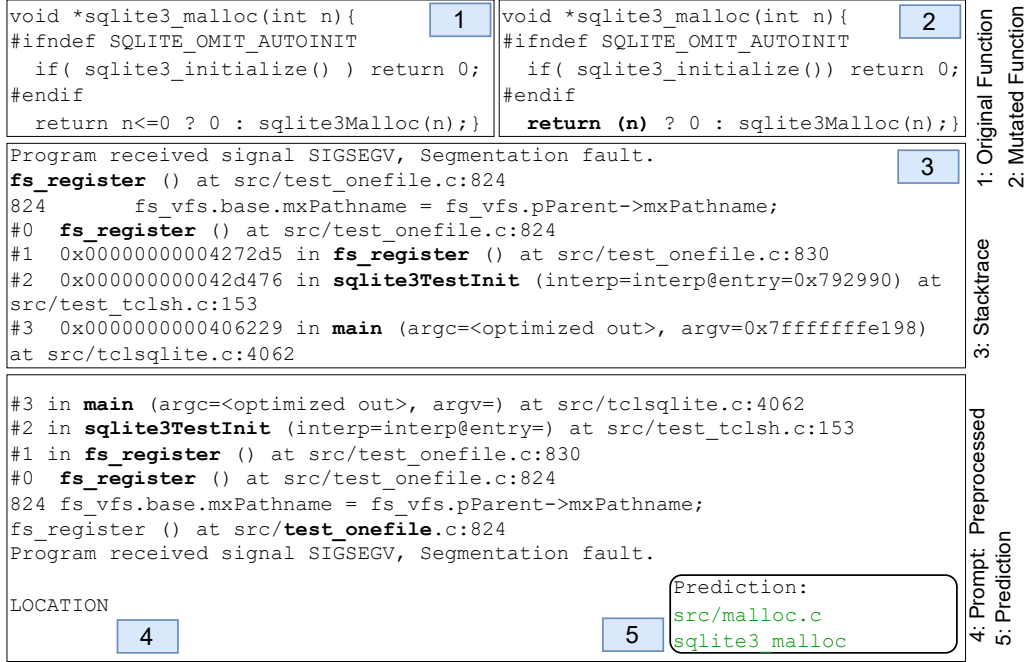 void *sqlite3_malloc(int n){
1
#ifndef SQLITE_OMIT_AUTOINIT
if( sqlite3_initialize() ) return 0;
#endif
return n<=0 ? 0 : sqlite3Malloc(n);}
void *sqlite3_malloc(int n){
2
#ifndef SQLITE_OMIT_AUTOINIT
if( sqlite3_initialize()) return 0;
#endif
return (n) ? 0 : sqlite3Malloc(n);}
1: Original Function
2: Mutated Function
Program received signal SIGSEGV, Segmentation fault.
3
fs_register () at src/test_onefile.c:824
824 fs_vfs.base.mxPathname = fs_vfs.pParent->mxPathname;
#0 fs_register () at src/test_onefile.c:824
#1 0x00000000004272d5 in fs_register () at src/test_onefile.c:830
#2 0x000000000042d476 in sqlite3TestInit (interp=interp@entry=0x792990) at
src/test_tclsh.c:153
#3 0x0000000000406229 in main (argc=<optimized out>, argv=0x7fffffffe198)
at src/tclsqlite.c:4062
3: Stacktrace
#3 in main (argc=<optimized out>, argv=) at src/tclsqlite.c:4062
#2 in sqlite3TestInit (interp=interp@entry=) at src/test_tclsh.c:153
#1 in fs_register () at src/test_onefile.c:830
#0 fs_register () at src/test_onefile.c:824
824 fs_vfs.base.mxPathname = fs_vfs.pParent->mxPathname;
fs_register () at src/test_onefile.c:824
Program received signal SIGSEGV, Segmentation fault.
LOCATION
4
5
Prediction:
src/malloc.c
sqlite3_malloc
4: Prompt: Preprocessed
5: Prediction